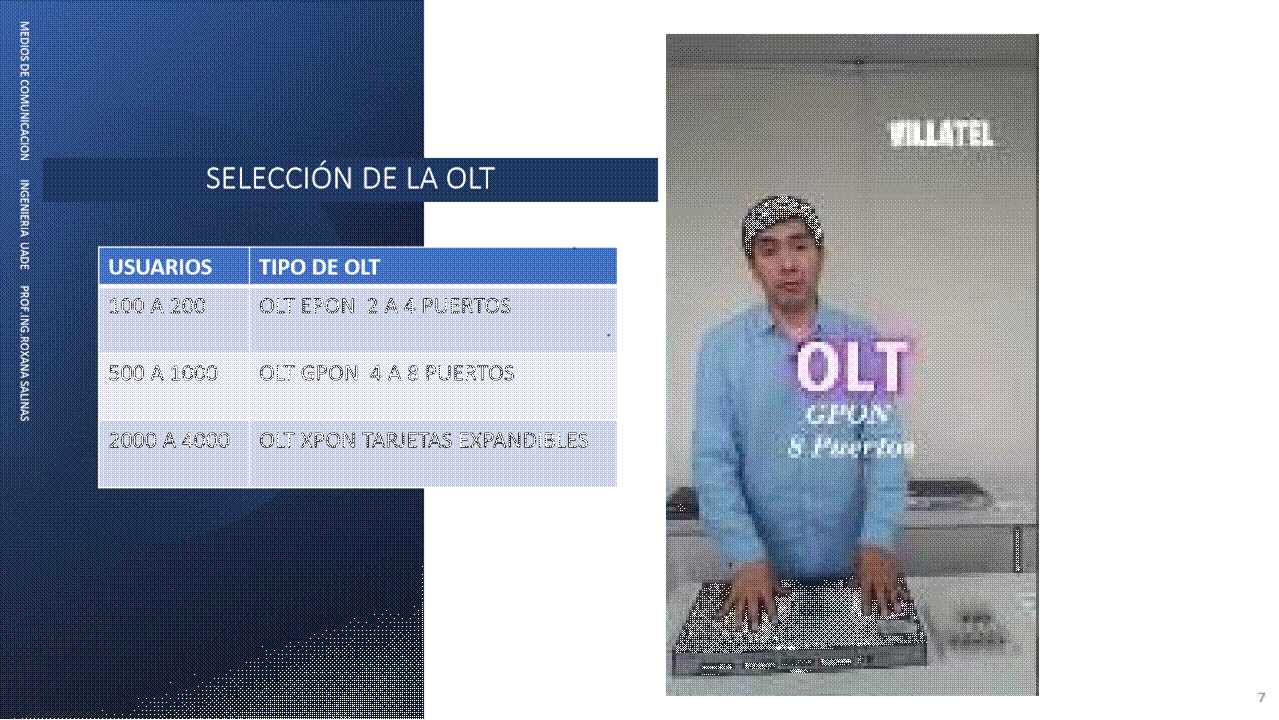 MEDIOS DE COMUNICACION INGENIERIA UADE PROF.ING.ROXANA SALINAS
SELECCIÓN DE LA OLT
USUARIOS TIPO DE OLT
100 A 200 OLT EPON 2 A 4 PUERTOS
500 A 1000 OLT GPON 4 A 8 PUERTOS
2000 A 4000 OLT XPON TARJETAS EXPANDIBLES
VILLATEL
OLT
GPON
8 Puertos
7